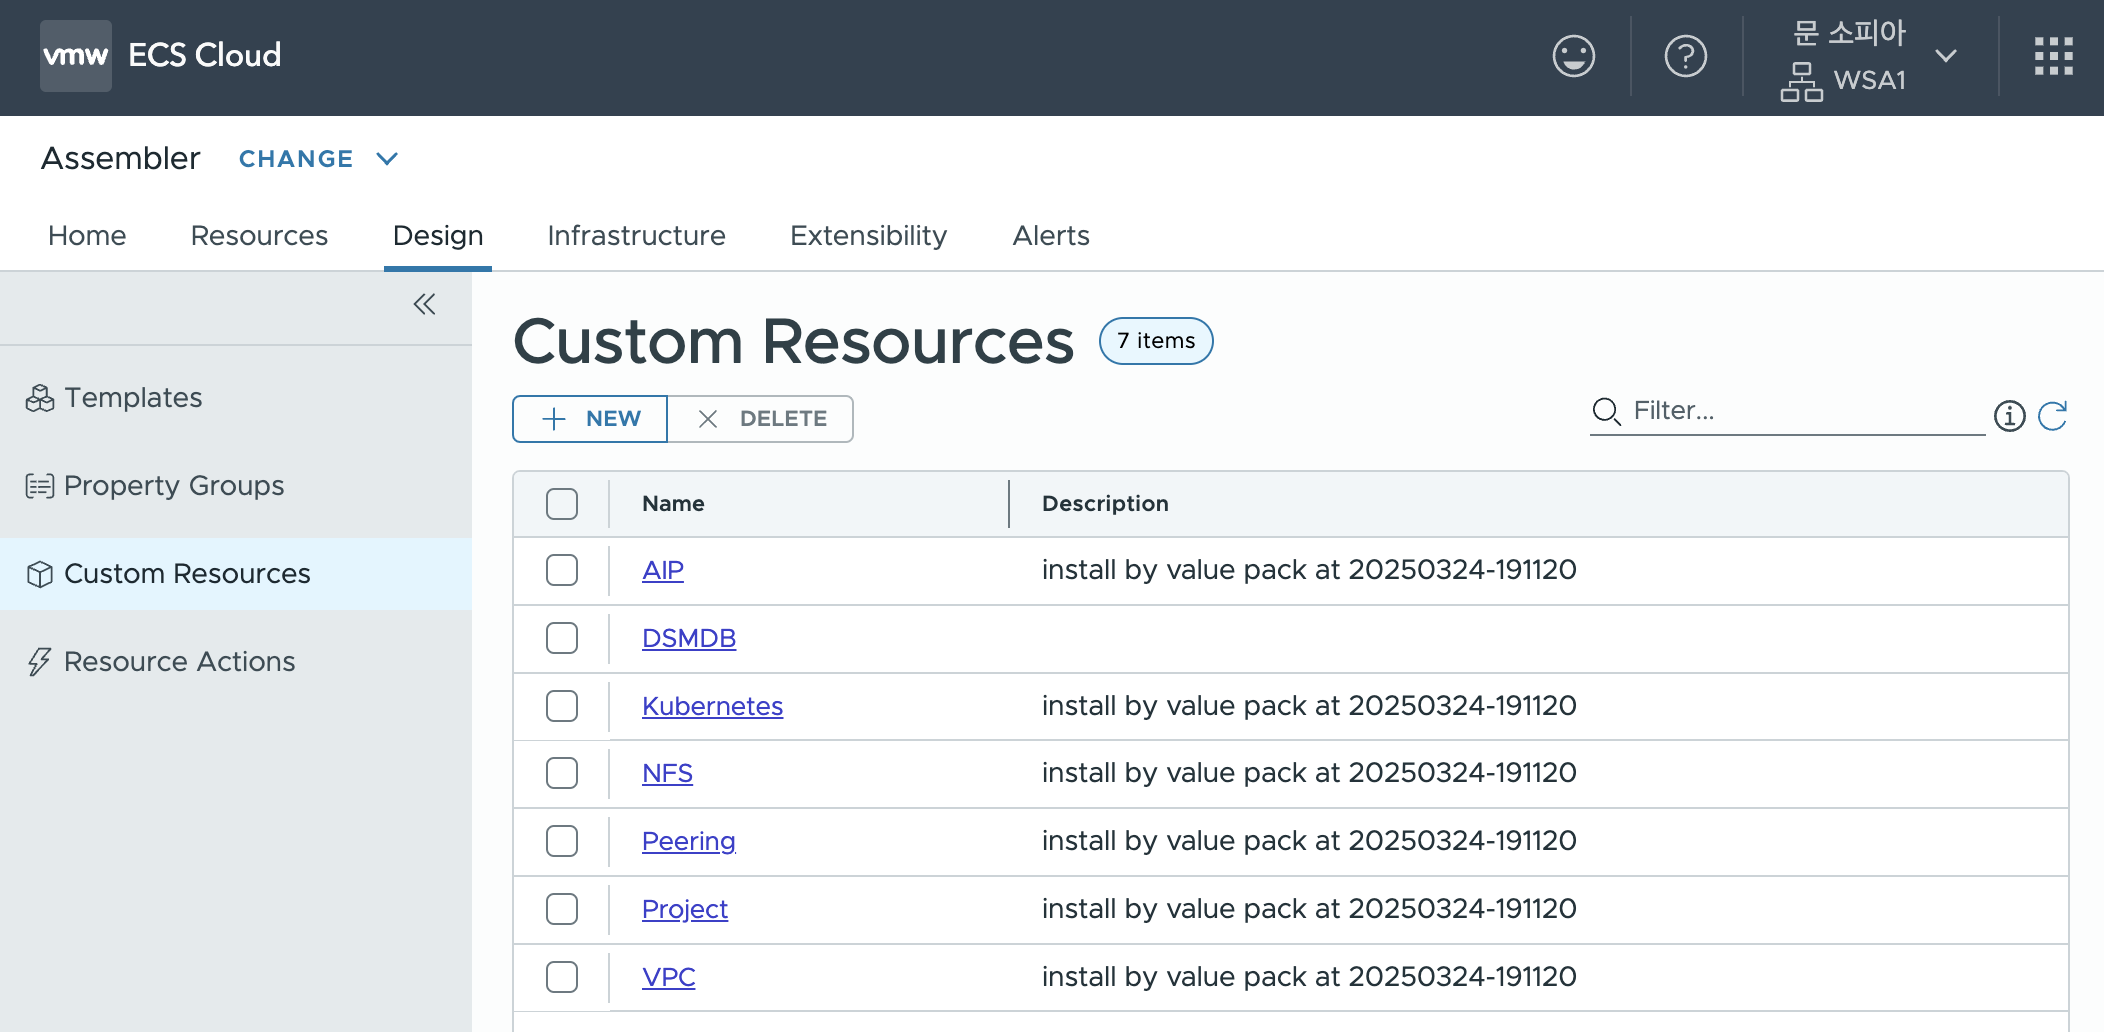 vmw ECS Cloud
문 소피아
WSA1
Assembler CHANGE
Home Resources Design Infrastructure Extensibility Alerts
Templates
Property Groups
Custom Resources
Resource Actions
Custom Resources 7 items
NEW DELETE
Filter...
Name Description
AIP install by value pack at 20250324-191120
DSMDB
Kubernetes install by value pack at 20250324-191120
NFS install by value pack at 20250324-191120
Peering install by value pack at 20250324-191120
Project install by value pack at 20250324-191120
VPC install by value pack at 20250324-191120